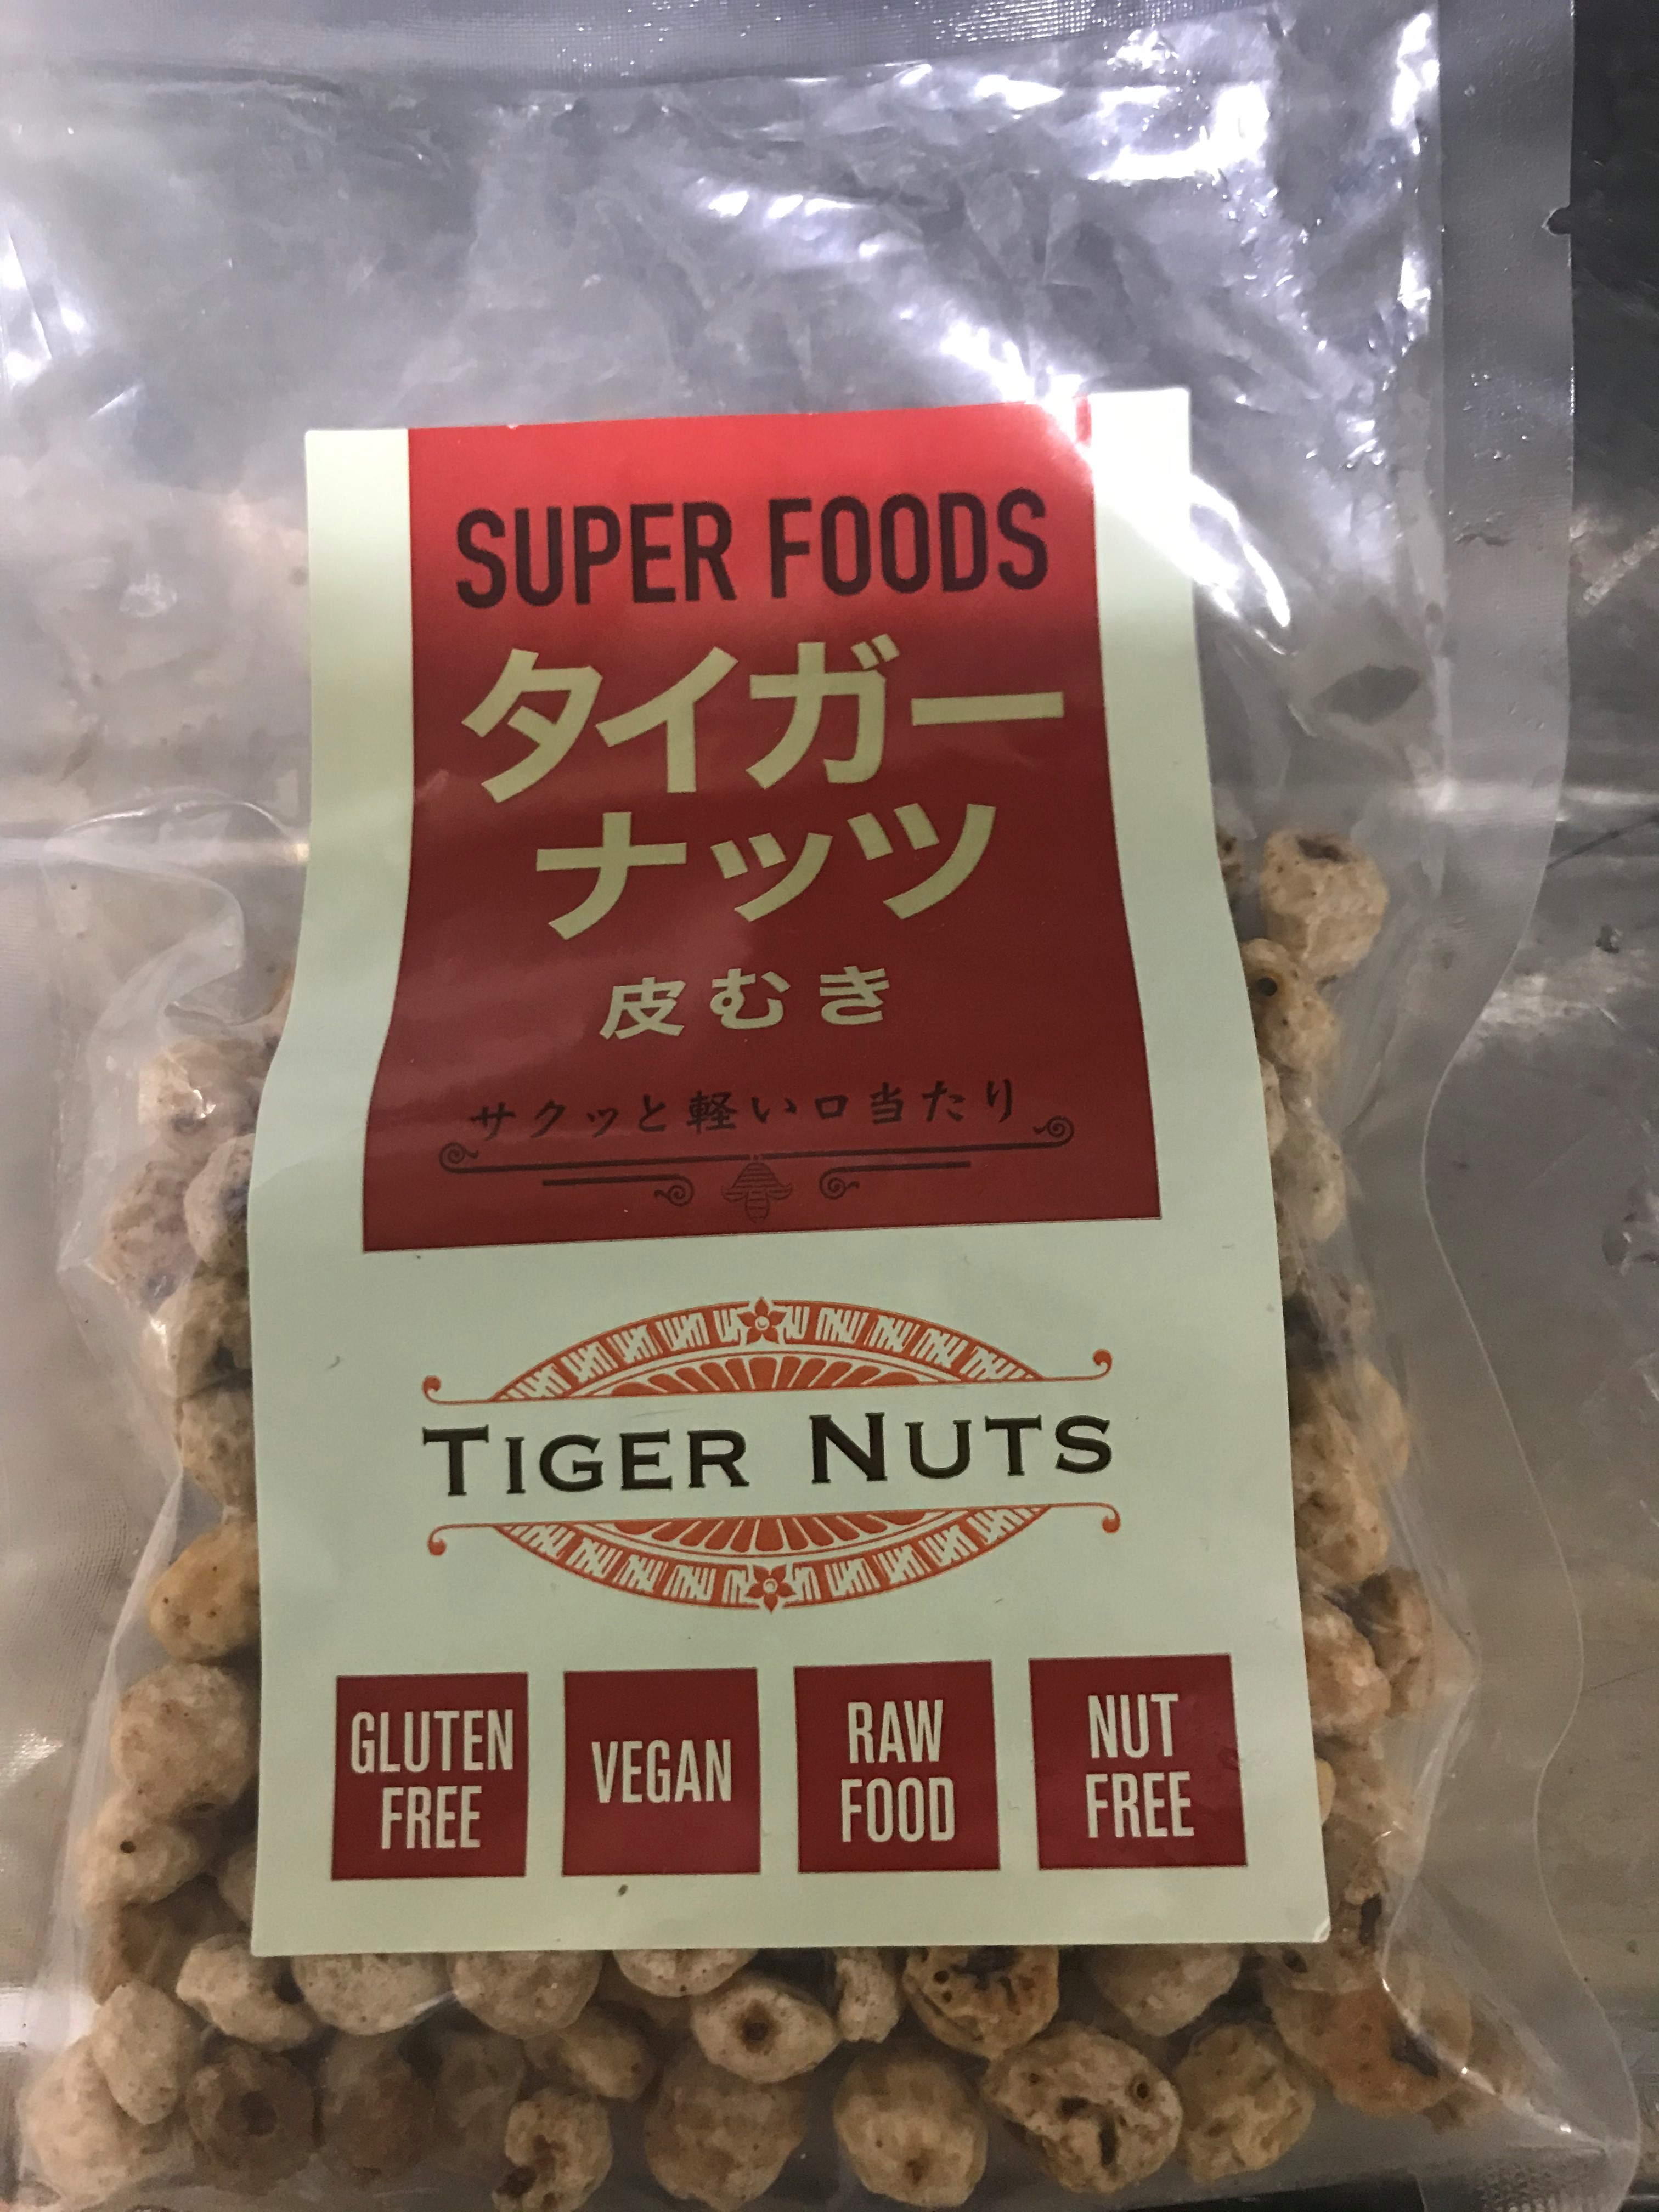 SUPER FOODS
タイガー
ナッツ
皮むき
サクッと軽い口当たり
TIGER NUTS
GLUTEN
FREE
VEGAN
RAW
FOOD
NUT
FREE